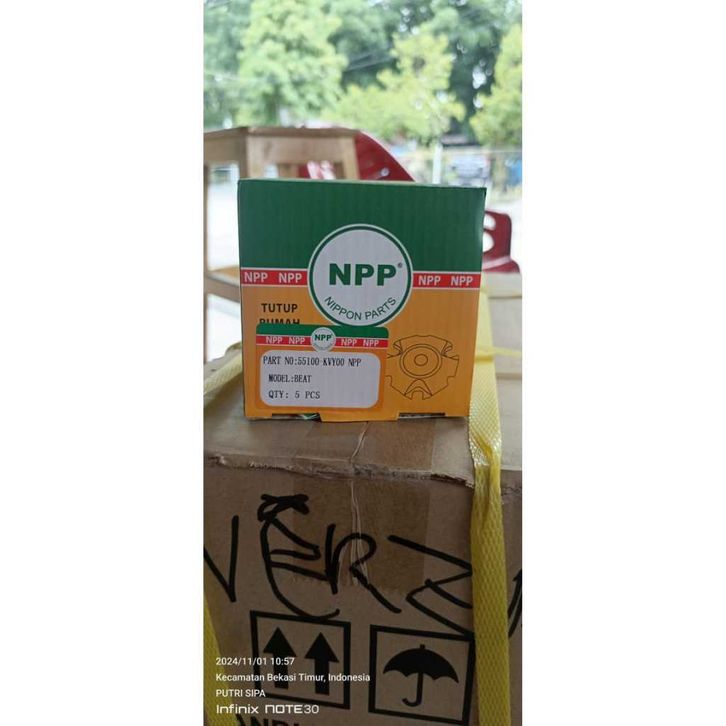 NPP NPP
NPP®
NPP NPP
NIPPON PARTS
TUTUP
RUMAH
NPP NPP
NPP
NPP NPP
PART NO:55100 KVY00 NPP
MODEL:BEAT
QTY: 5 PCS
2024/11/01 10:57
Kecamatan Bekasi Timur, Indonesia
PUTRI SIPA
Infinix NOTE30